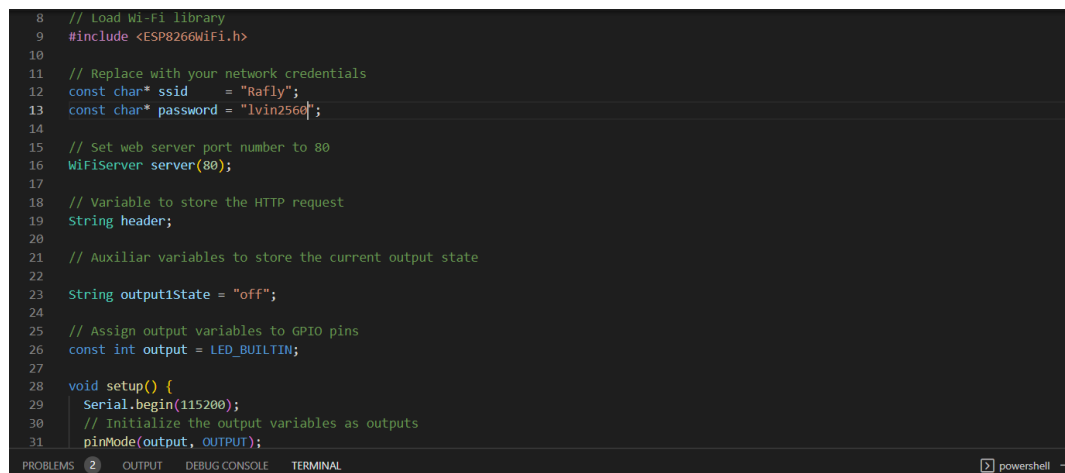 8 // Load Wi-Fi library
9 #include <ESP8266WiFi.h>
10
11 // Replace with your network credentials
12 const char* ssid     = "Rafly";
13 const char* password = "lvin2560";
14
15 // Set web server port number to 80
16 WiFiServer server(80);
17
18 // Variable to store the HTTP request
19 String header;
20
21 // Auxiliar variables to store the current output state
22
23 String output1State = "off";
24
25 // Assign output variables to GPIO pins
26 const int output = LED_BUILTIN;
27
28 void setup() {
29   Serial.begin(115200);
30   // Initialize the output variables as outputs
31   pinMode(output, OUTPUT);
PROBLEMS 2 OUTPUT DEBUG CONSOLE TERMINAL powershell